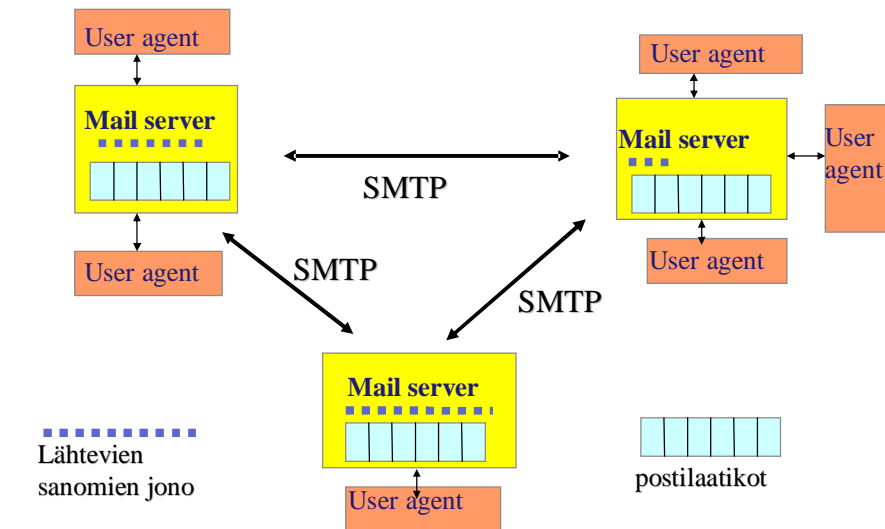 User agent
User agent
Mail server
Mail server
User
agent
SMTP
User agent
User agent
SMTP
SMTP
Mail server
Lähtevien
sanomien jono
postilaatikot
User agent